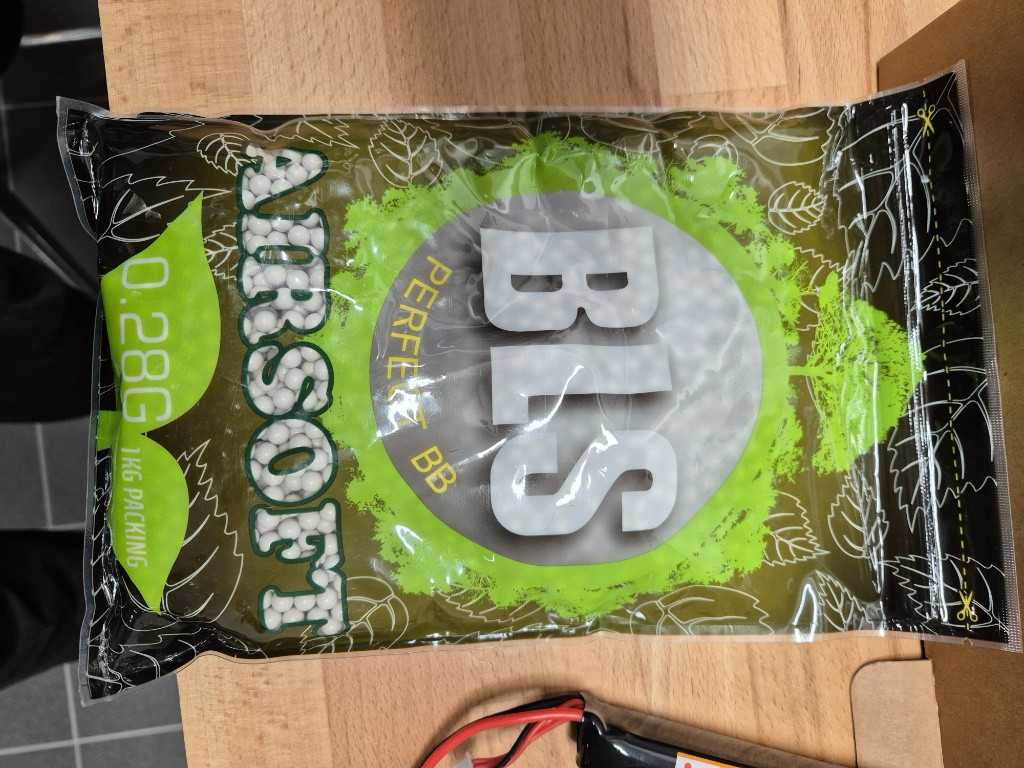 BLS
PERFECT BB
AIRSOFT
0.28G 1KG PACKING